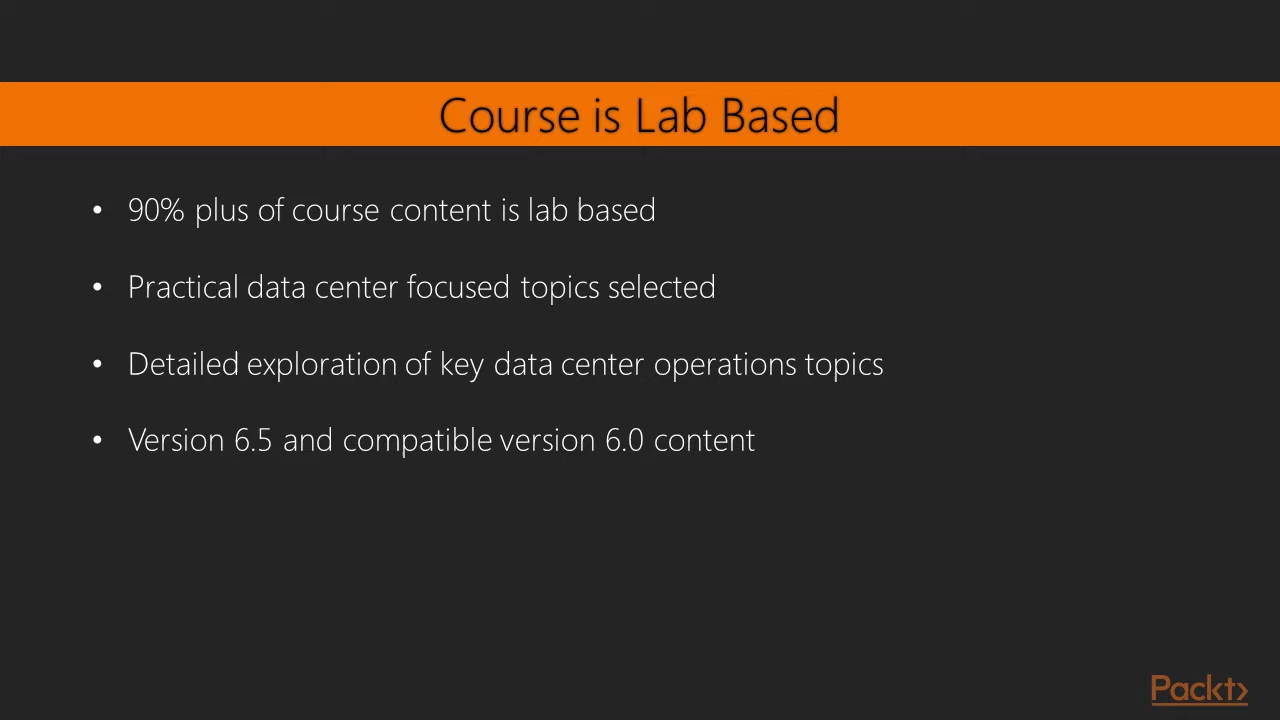 Course is Lab Based
• 90% plus of course content is lab based
• Practical data center focused topics selected
• Detailed exploration of key data center operations topics
• Version 6.5 and compatible version 6.0 content
Packt>